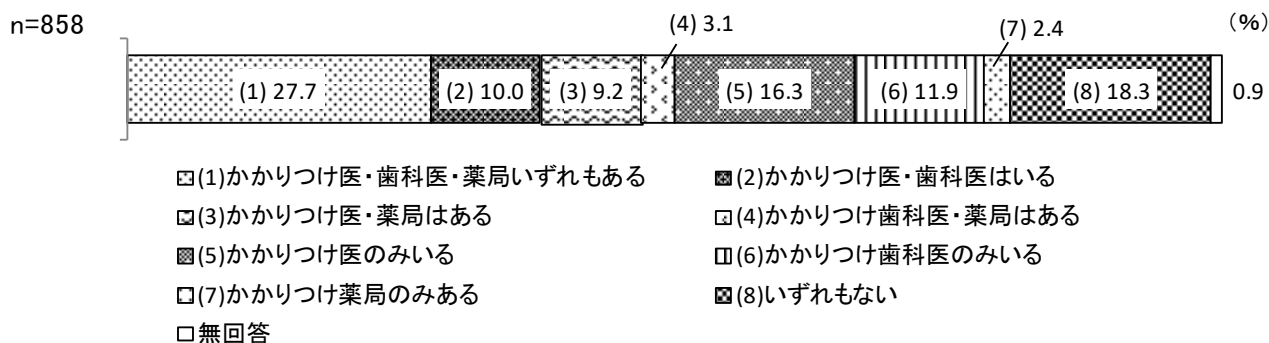 n=858
(4) 3.1
(7) 2.4
(%)
(1) 27.7
(2) 10.0
(3) 9.2
(5) 16.3
(6) 11.9
(8) 18.3
0.9
(1)かかりつけ医・歯科医・薬局いずれもある
(2)かかりつけ医・歯科医はいる
(3)かかりつけ医・薬局はある
(4)かかりつけ歯科医・薬局はある
(5)かかりつけ医のみいる
(6)かかりつけ歯科医のみいる
(7)かかりつけ薬局のみある
(8)いずれもない
無回答